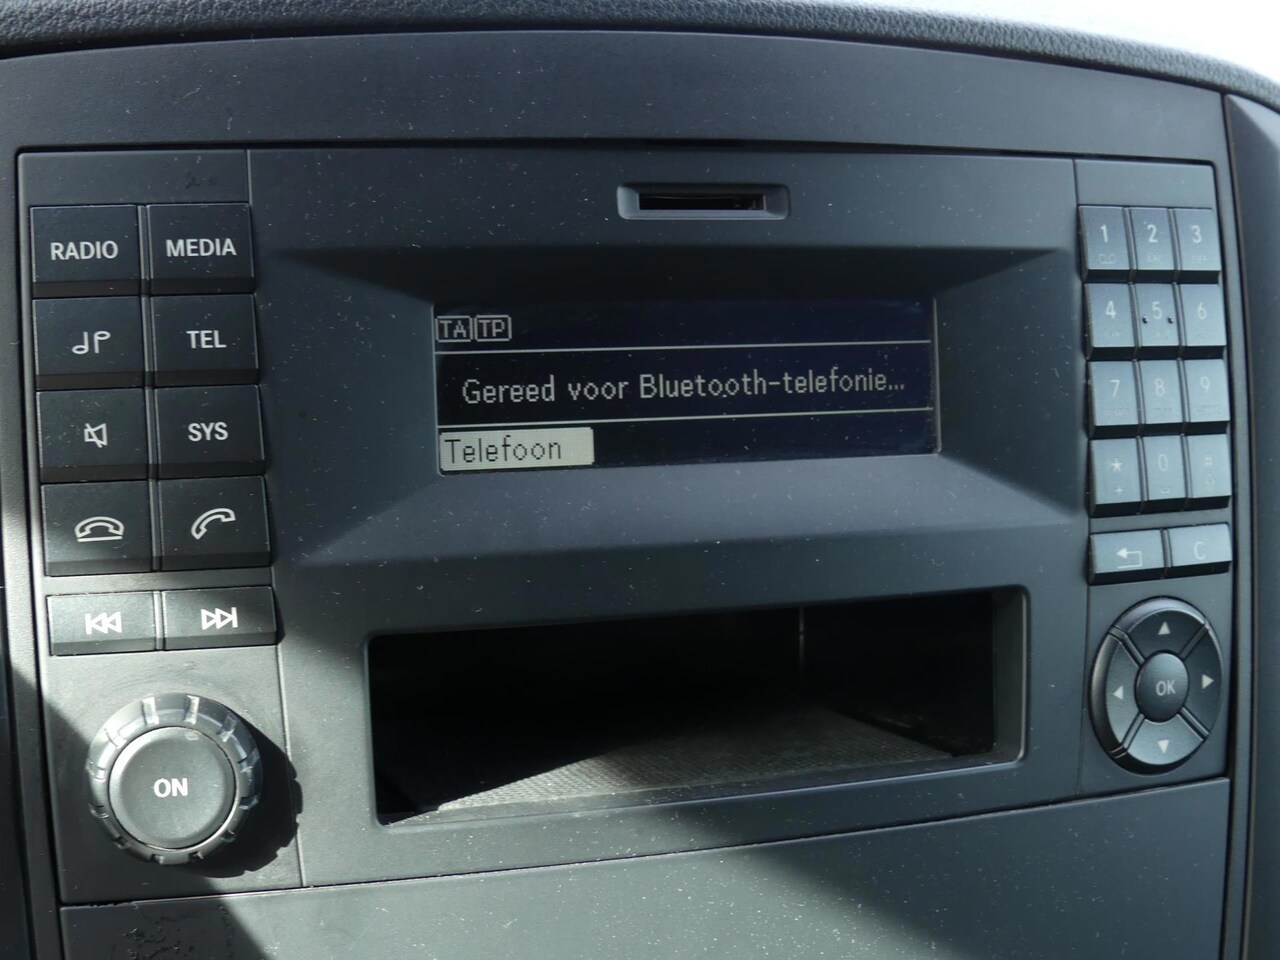 RADIO MEDIA
TEL
SYS
ON
TA TP
Gereed voor Bluetooth-telefonie...
Telefoon
1 2 3
4 5 6
7 8 9
* 0 #
+
C
OK